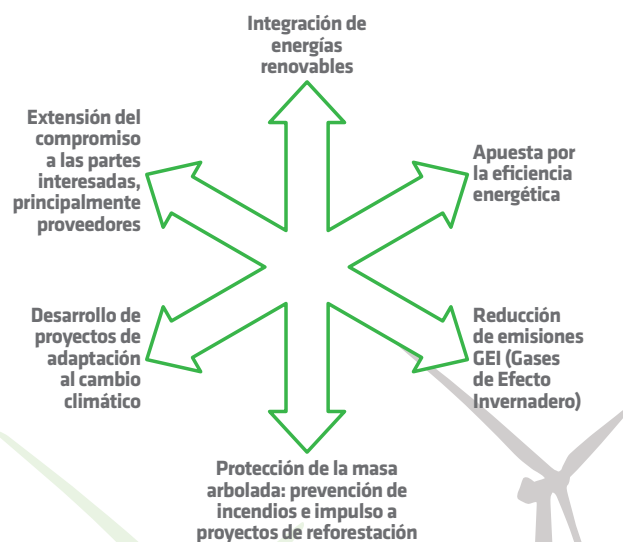 Integración de
energías
renovables
Extensión del
compromiso
a las partes
interesadas,
principalmente
proveedores
Apuesta por
la eficiencia
energética
Desarrollo de
proyectos de
adaptación
al cambio
climático
Reducción
de emisiones
GEI (Gases
de Efecto
Invernadero)
Protección de la masa
arbolada: prevención de
incendios e impulso a
proyectos de reforestación